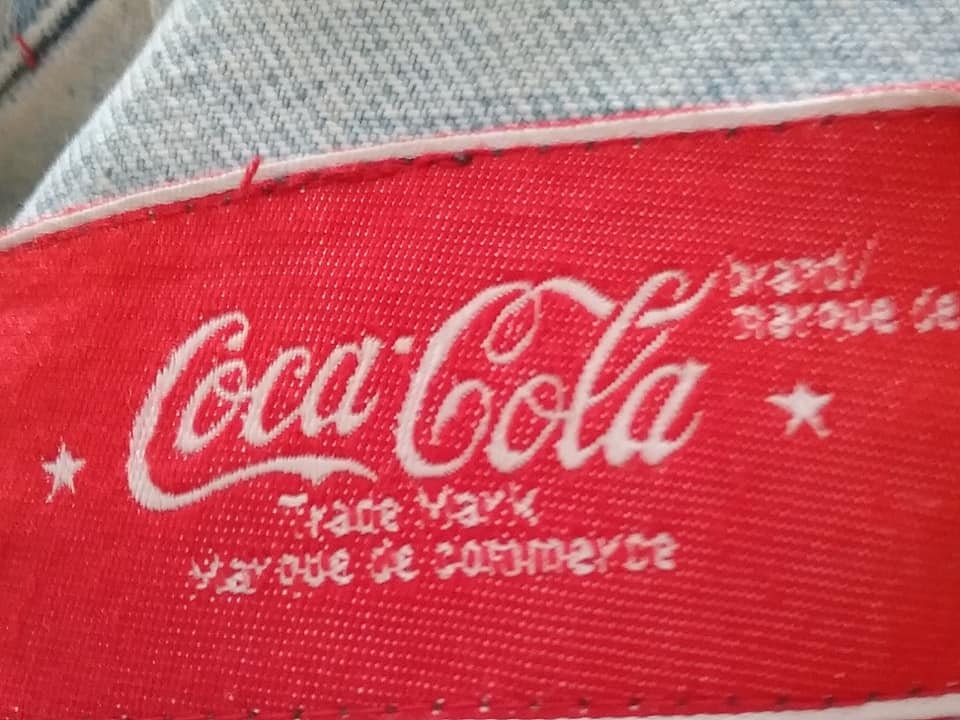 Coca-Cola
brand/
marque de
Trade Mark
Marque de commerce